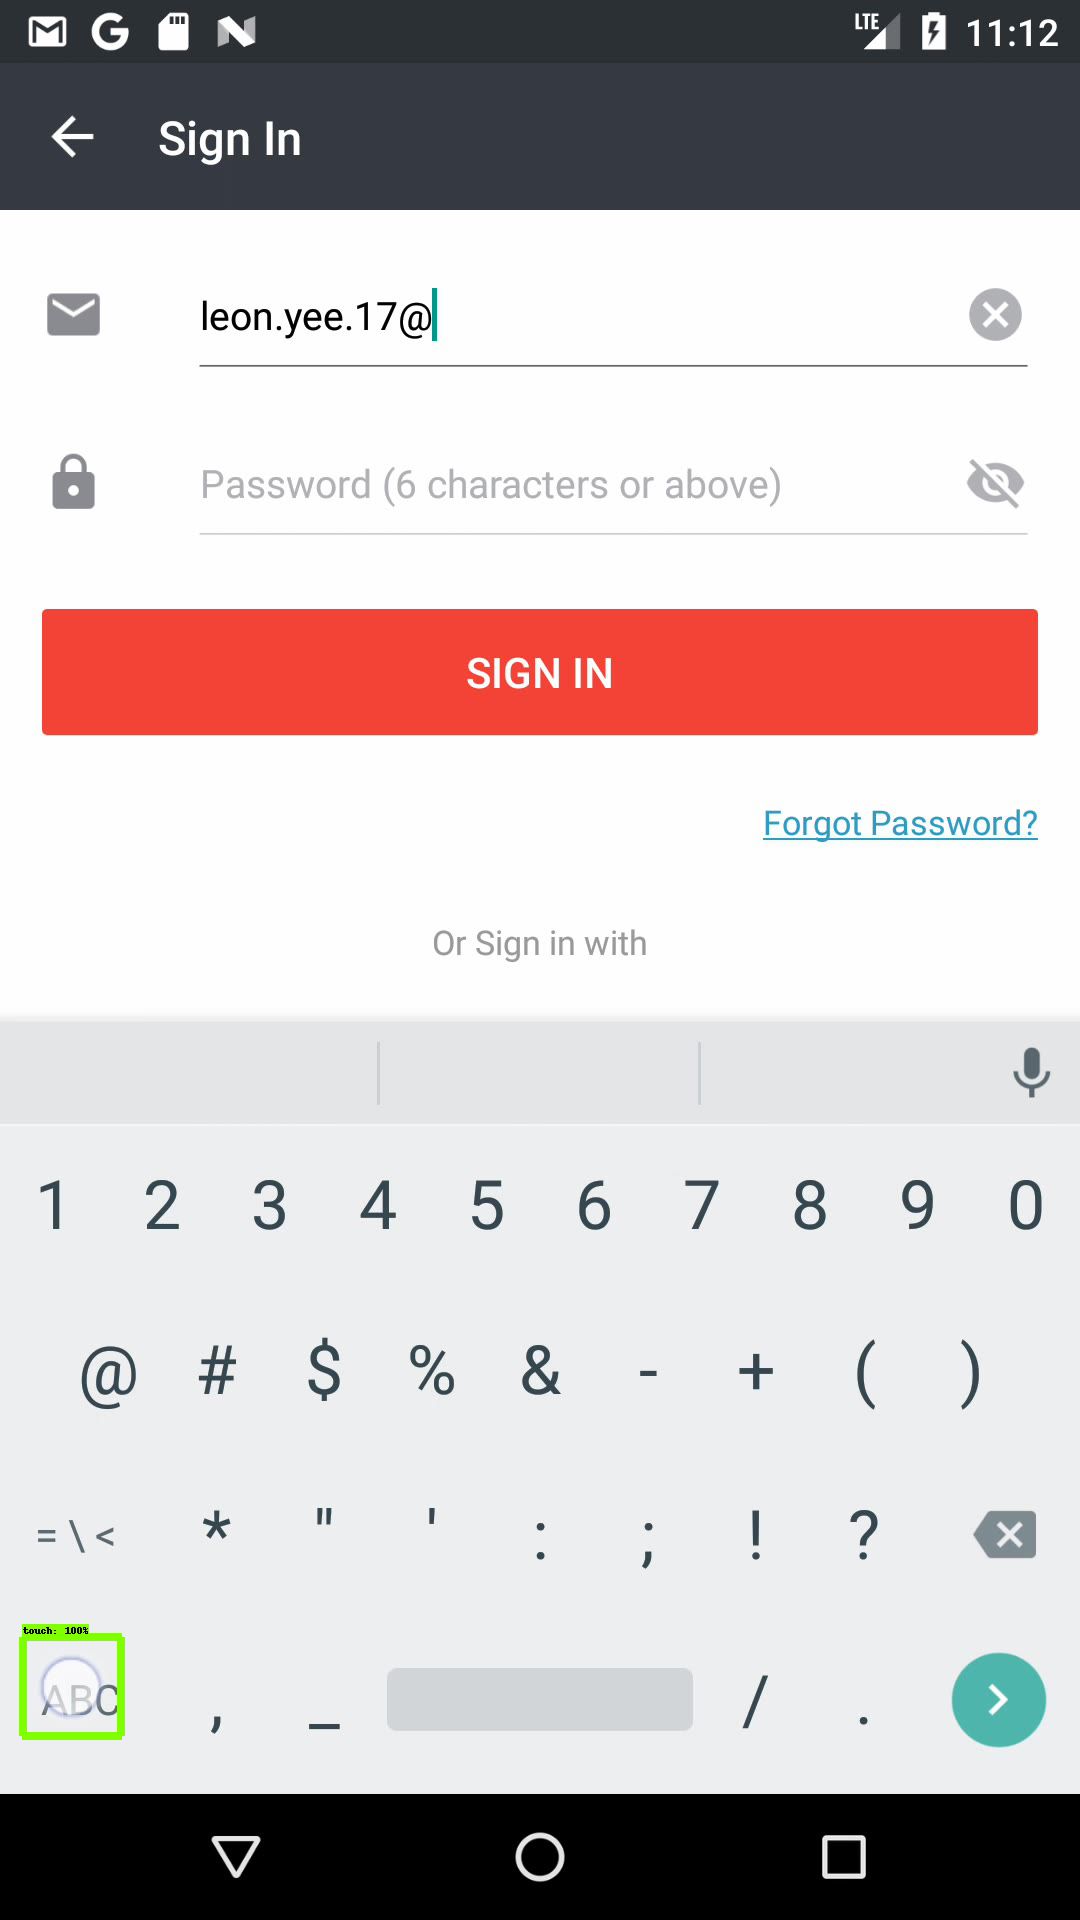 LTE 11:12
Sign In
leon.yee.17@
Password (6 characters or above)
SIGN IN
Forgot Password?
Or Sign in with
1 2 3 4 5 6 7 8 9 0
@ # $ % & - + ( )
= \ < * " ' : ; ! ?
touch: 100%
ABC , _ / .